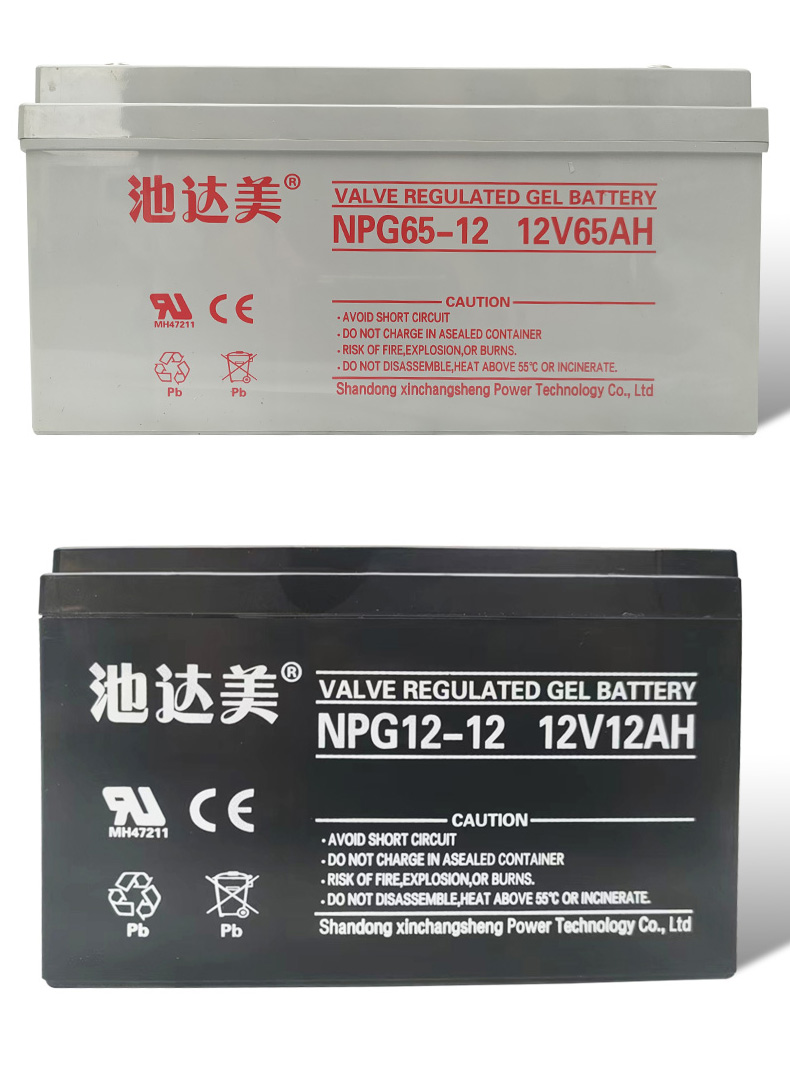 池达美®
VALVE REGULATED GEL BATTERY
NPG65-12 12V65AH
MH47211
CE
CAUTION
· AVOID SHORT CIRCUIT
· DO NOT CHARGE IN ASEALED CONTAINER
· RISK OF FIRE,EXPLOSION,OR BURNS.
· DO NOT DISASSEMBLE,HEAT ABOVE 55℃ OR INCINERATE.
Pb
Pb
Shandong xinchangsheng Power Technology Co., Ltd
池达美®
VALVE REGULATED GEL BATTERY
NPG12-12 12V12AH
MH47211
CE
CAUTION
· AVOID SHORT CIRCUIT
· DO NOT CHARGE IN ASEALED CONTAINER
· RISK OF FIRE,EXPLOSION,OR BURNS.
· DO NOT DISASSEMBLE,HEAT ABOVE 55℃ OR INCINERATE.
Pb
Pb
Shandong xinchangsheng Power Technology Co., Ltd